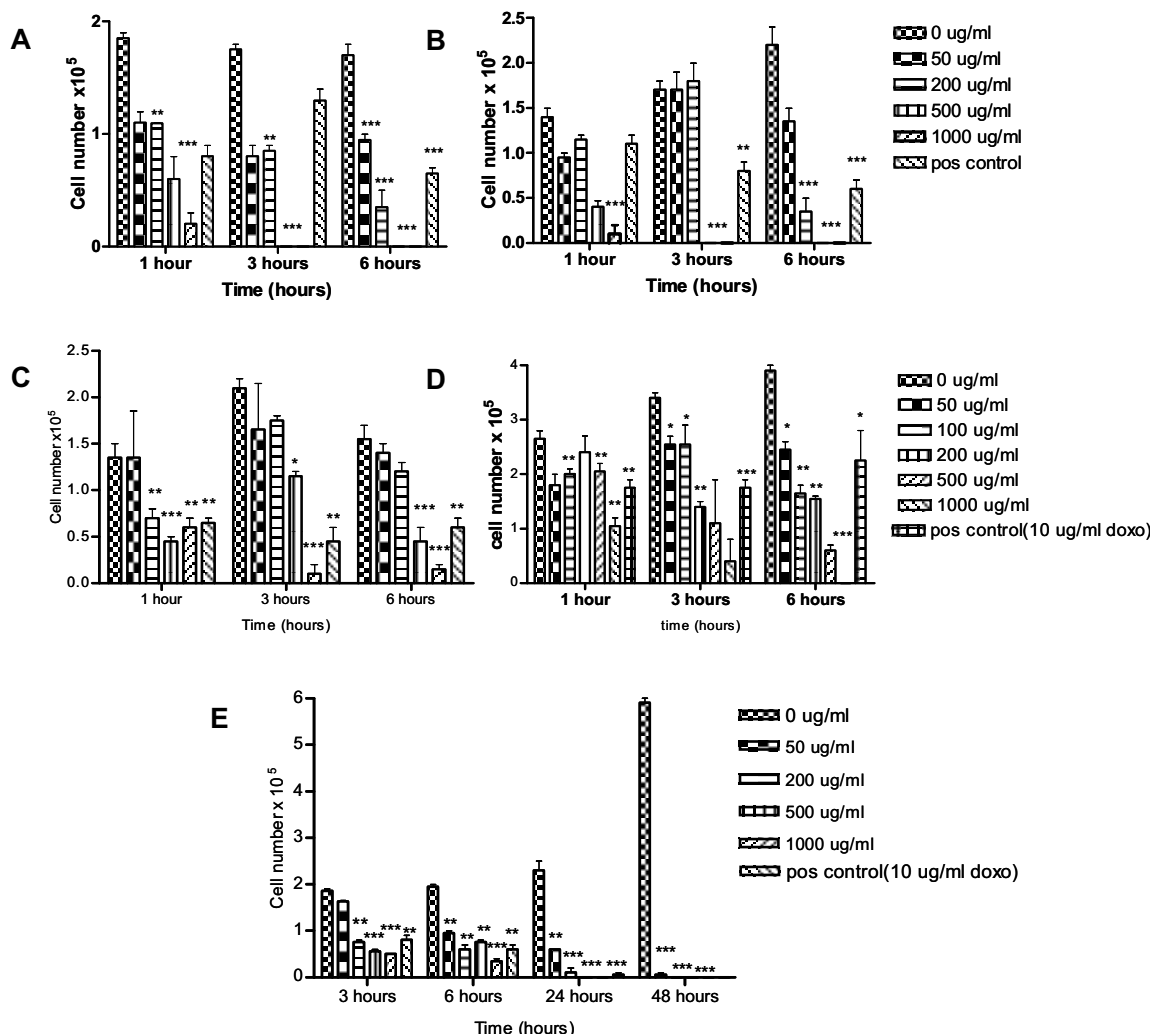 A
Cell number x10^5
2
1
0
** *** ** *** *** *** ***
1 hour 3 hours 6 hours
Time (hours)
B
Cell number x 10^5
2.5
2.0
1.5
1.0
0.5
0.0
*** *** ** *** *** ***
1 hour 3 hours 6 hours
Time (hours)
0 ug/ml
50 ug/ml
200 ug/ml
500 ug/ml
1000 ug/ml
pos control
C
Cell number x10^5
2.5
2.0
1.5
1.0
0.5
0.0
** *** ** ** * *** ** *** *** **
1 hour 3 hours 6 hours
Time (hours)
D
cell number x 10^5
4
3
2
1
0
** ** ** ** * * ** *** * ** ** *** *
1 hour 3 hours 6 hours
time (hours)
0 ug/ml
50 ug/ml
100 ug/ml
200 ug/ml
500 ug/ml
1000 ug/ml
pos control(10 ug/ml doxo)
E
Cell number x 10^5
6
5
4
3
2
1
0
** *** *** ** ** ** ** *** ** ** *** *** *** *** *** ***
3 hours 6 hours 24 hours 48 hours
Time (hours)
0 ug/ml
50 ug/ml
200 ug/ml
500 ug/ml
1000 ug/ml
pos control(10 ug/ml doxo)